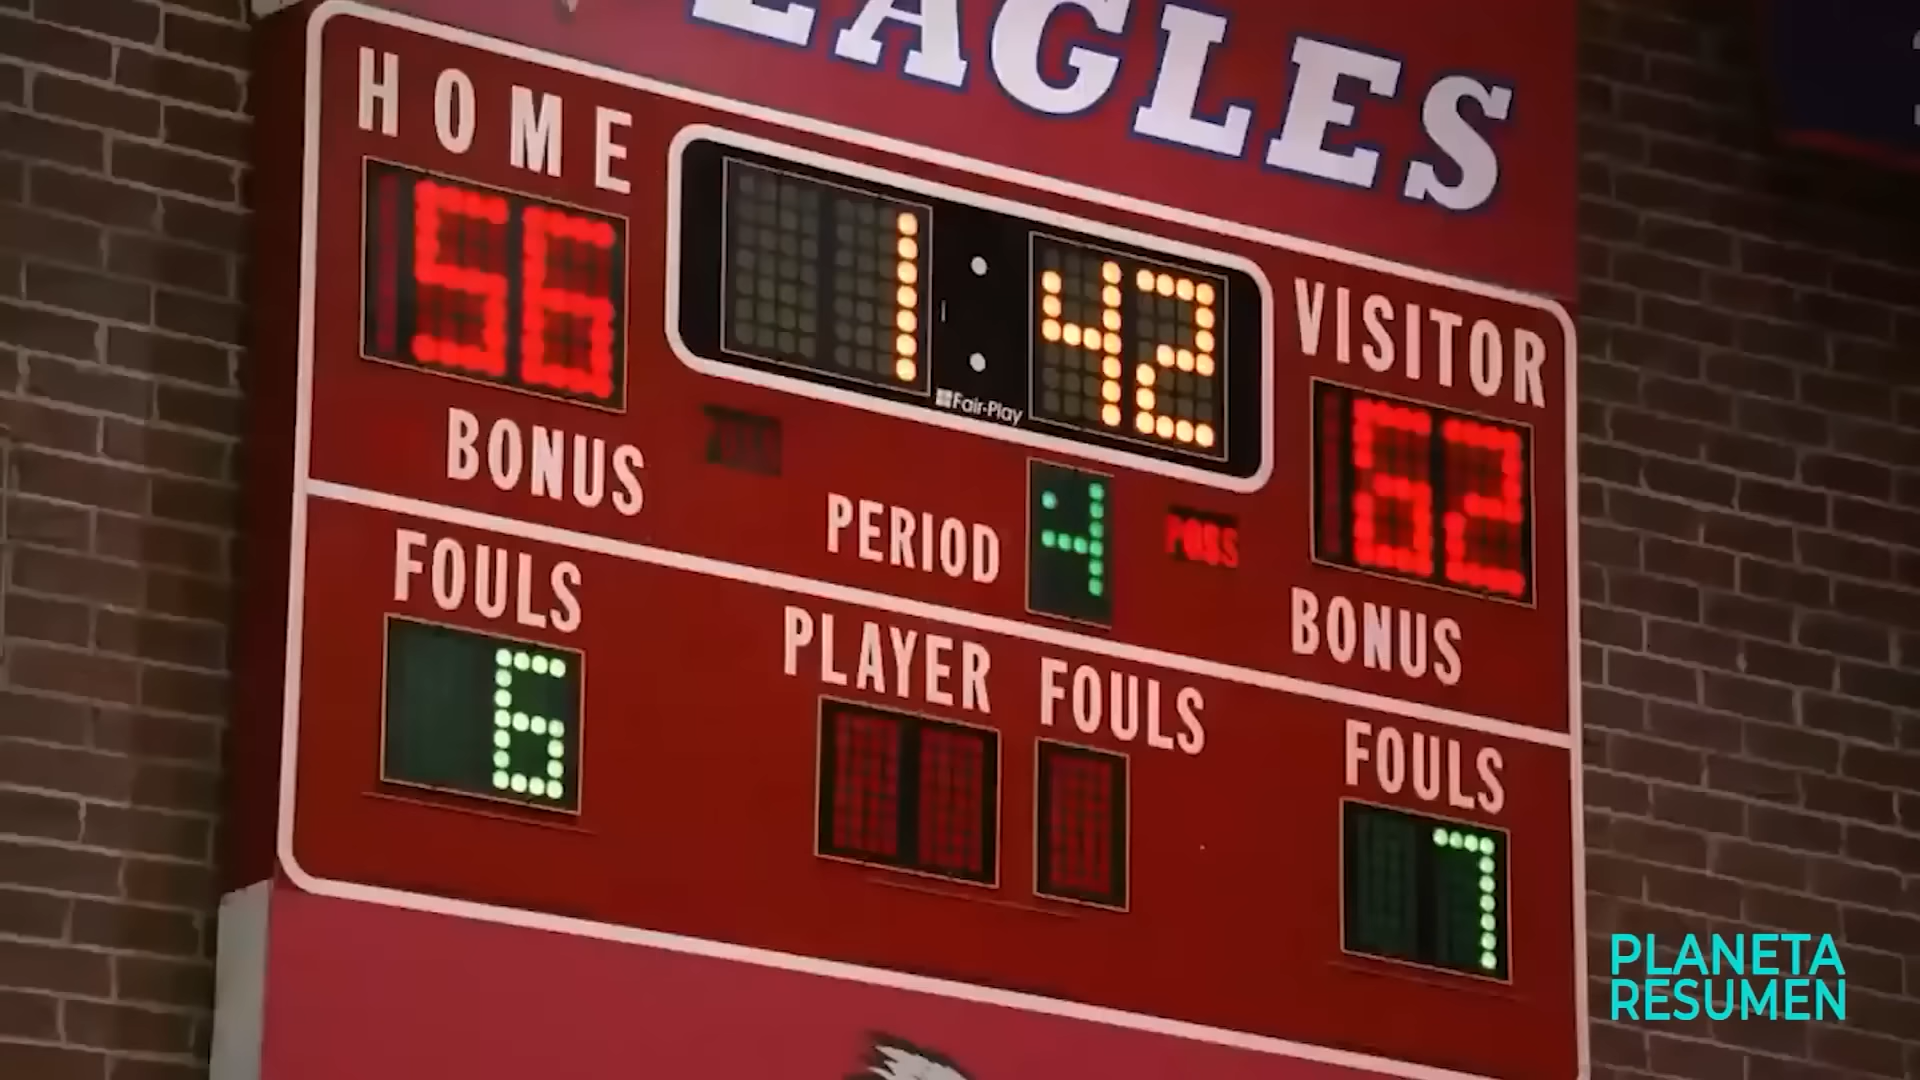 EAGLES
HOME
VISITOR
56
1:42
62
Fair-Play
BONUS
PERIOD
4
POSS
BONUS
FOULS
PLAYER FOULS
FOULS
6
7
PLANETA
RESUMEN